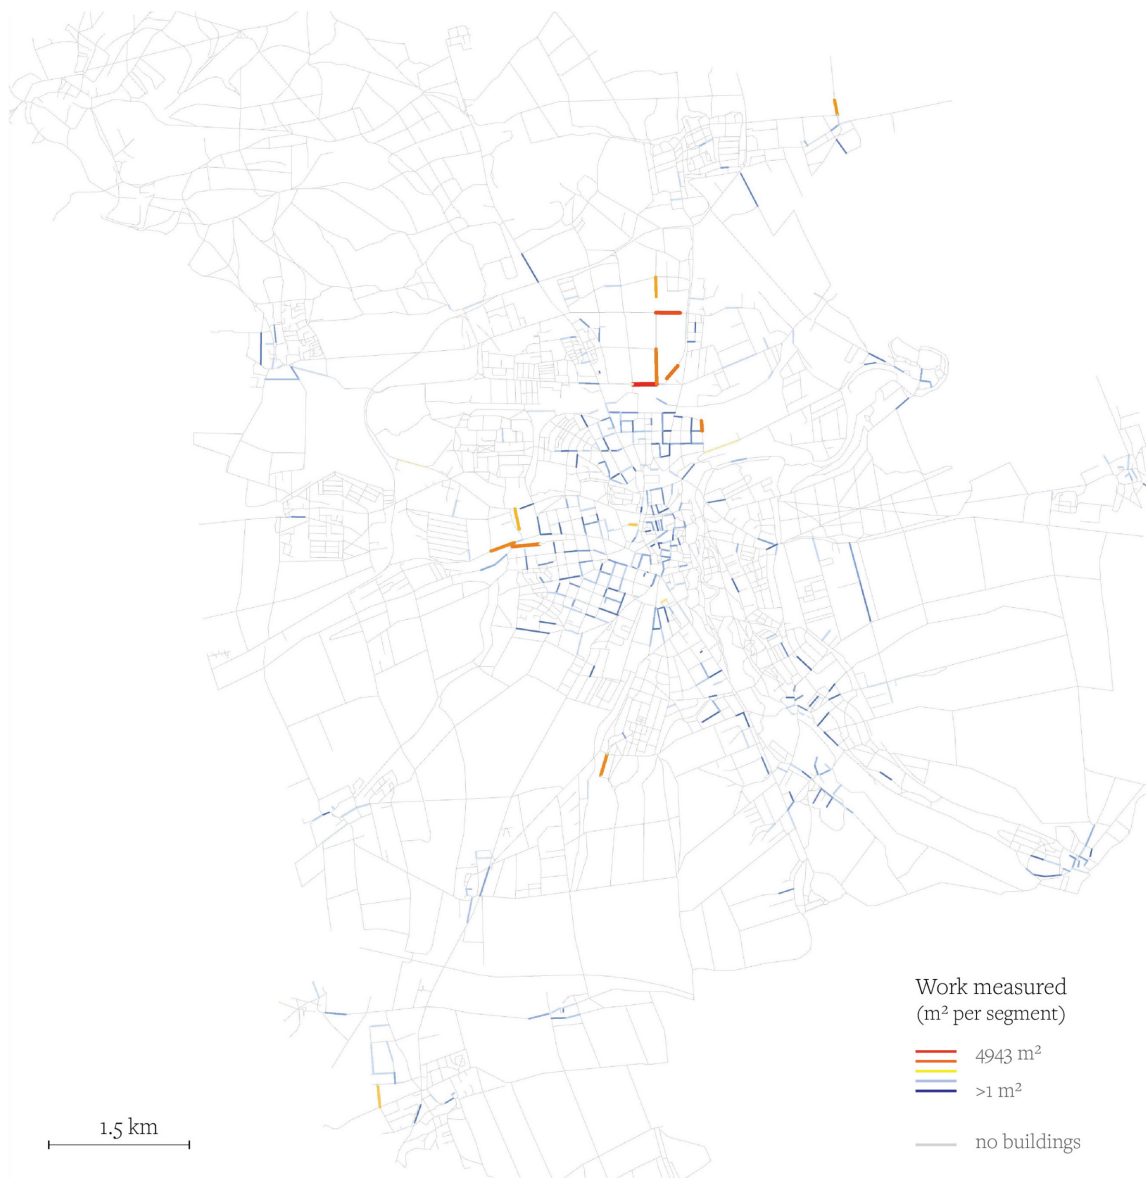 Work measured
(m² per segment)
4943 m²
>1 m²
no buildings
1.5 km